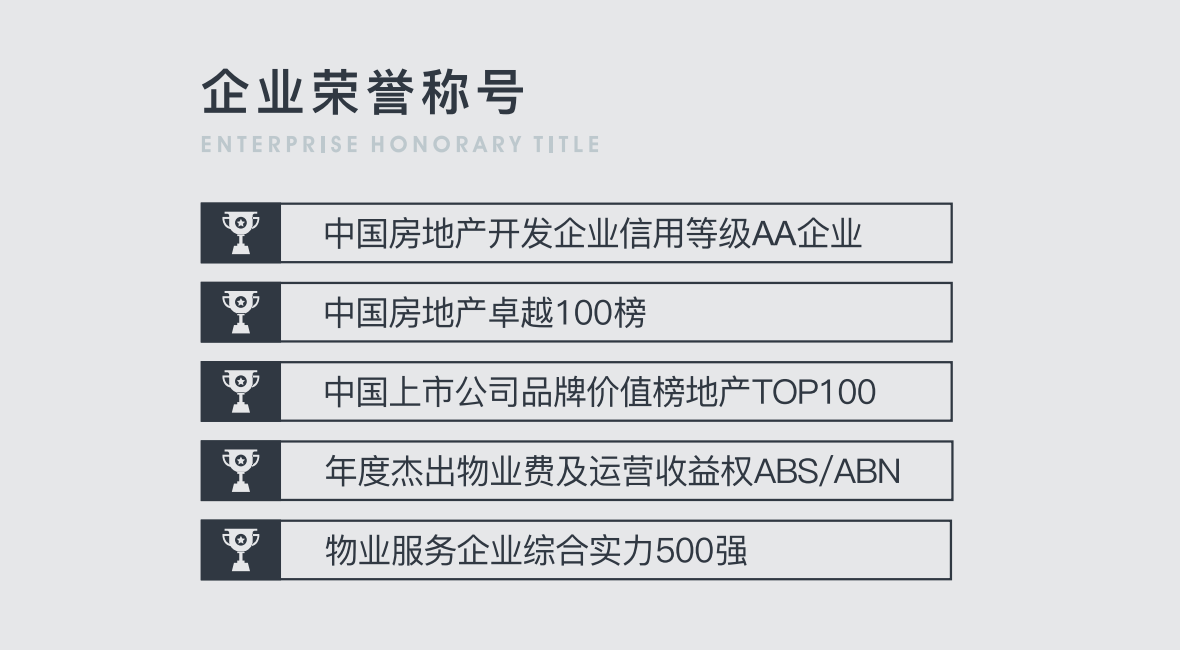 企业荣誉称号
ENTERPRISE HONORARY TITLE
中国房地产开发企业信用等级AA企业
中国房地产卓越100榜
中国上市公司品牌价值榜地产TOP100
年度杰出物业费及运营收益权ABS/ABN
物业服务企业综合实力500强